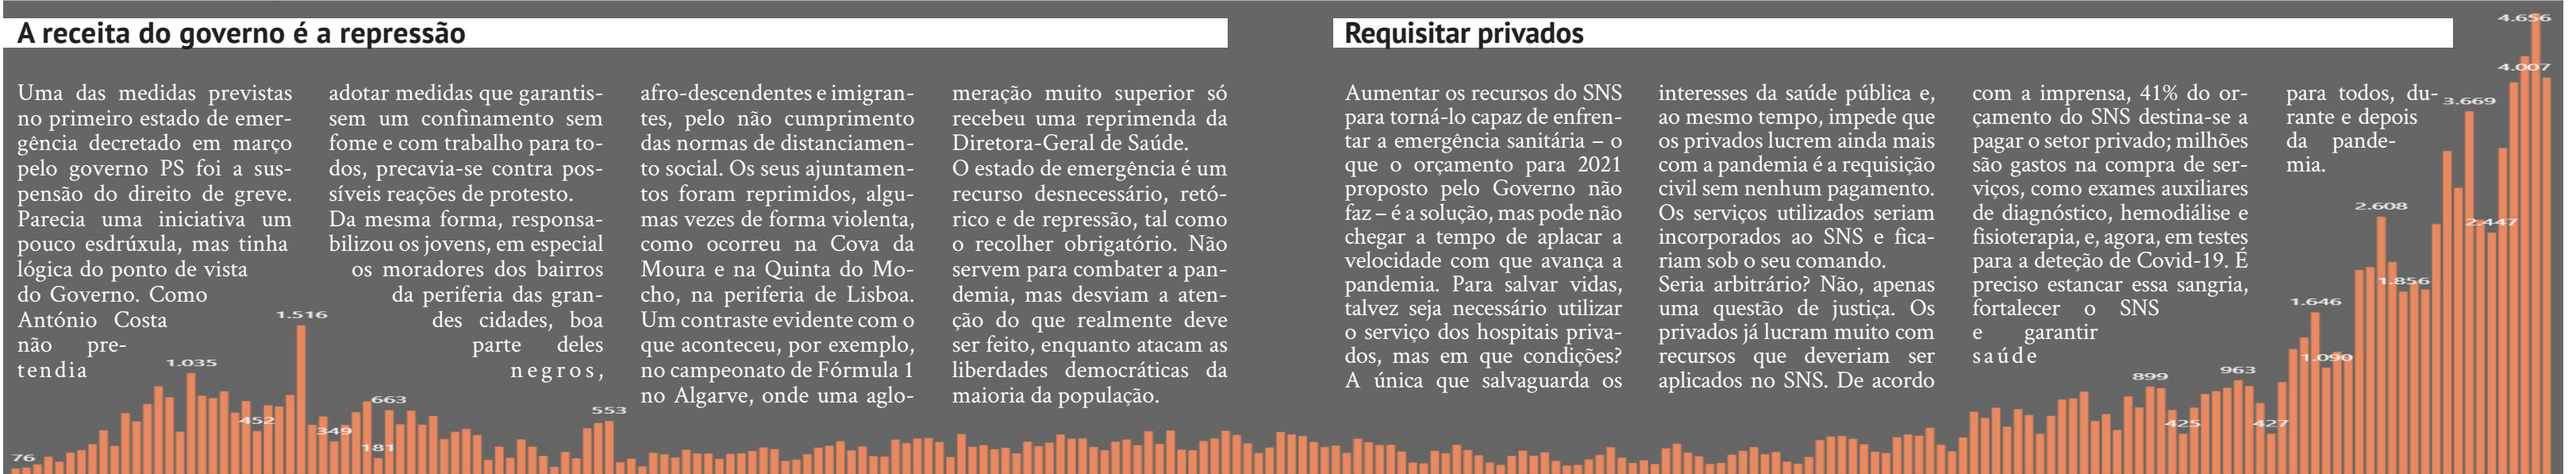 A receita do governo é a repressão
Uma das medidas previstas
no primeiro estado de emer-
gência decretado em março
pelo governo PS foi a sus-
pensão do direito de greve.
Parecia uma iniciativa um
pouco esdrúxula, mas tinha
lógica do ponto de vista
do Governo. Como
António Costa
não pre-
tendia
adotar medidas que garantis-
sem um confinamento sem
fome e com trabalho para to-
dos, precavia-se contra pos-
síveis reações de protesto.
Da mesma forma, responsa-
bilizou os jovens, em especial
os moradores dos bairros
da periferia das gran-
des cidades, boa
parte deles
negros,
afro-descendentes e imigran-
tes, pelo não cumprimento
das normas de distanciamen-
to social. Os seus ajuntamen-
tos foram reprimidos, algu-
mas vezes de forma violenta,
como ocorreu na Cova da
Moura e na Quinta do Mo-
cho, na periferia de Lisboa.
Um contraste evidente com o
que aconteceu, por exemplo,
no campeonato de Fórmula 1
no Algarve, onde uma aglo-
meração muito superior só
recebeu uma reprimenda da
Diretora-Geral de Saúde.
O estado de emergência é um
recurso desnecessário, retó-
rico e de repressão, tal como
o recolher obrigatório. Não
servem para combater a pan-
demia, mas desviam a aten-
ção do que realmente deve
ser feito, enquanto atacam as
liberdades democráticas da
maioria da população.
Requisitar privados
Aumentar os recursos do SNS
para torná-lo capaz de enfren-
tar a emergência sanitária – o
que o orçamento para 2021
proposto pelo Governo não
faz – é a solução, mas pode não
chegar a tempo de aplacar a
velocidade com que avança a
pandemia. Para salvar vidas,
talvez seja necessário utilizar
o serviço dos hospitais priva-
dos, mas em que condições?
A única que salvaguarda os
interesses da saúde pública e,
ao mesmo tempo, impede que
os privados lucrem ainda mais
com a pandemia é a requisição
civil sem nenhum pagamento.
Os serviços utilizados seriam
incorporados ao SNS e fica-
riam sob o seu comando.
Seria arbitrário? Não, apenas
uma questão de justiça. Os
privados já lucram muito com
recursos que deveriam ser
aplicados no SNS. De acordo
com a imprensa, 41% do or-
çamento do SNS destina-se a
pagar o setor privado; milhões
são gastos na compra de ser-
viços, como exames auxiliares
de diagnóstico, hemodiálise e
fisioterapia, e, agora, em testes
para a deteção de Covid-19. É
preciso estancar essa sangria,
fortalecer o SNS
e garantir
saúde
para todos, du-
rante e depois
da pande-
mia.
76
1.035
452
1.516
349
181
663
553
899
425
963
427
1.646
1.090
2.608
1.856
3.669
2.447
4.656
4.007